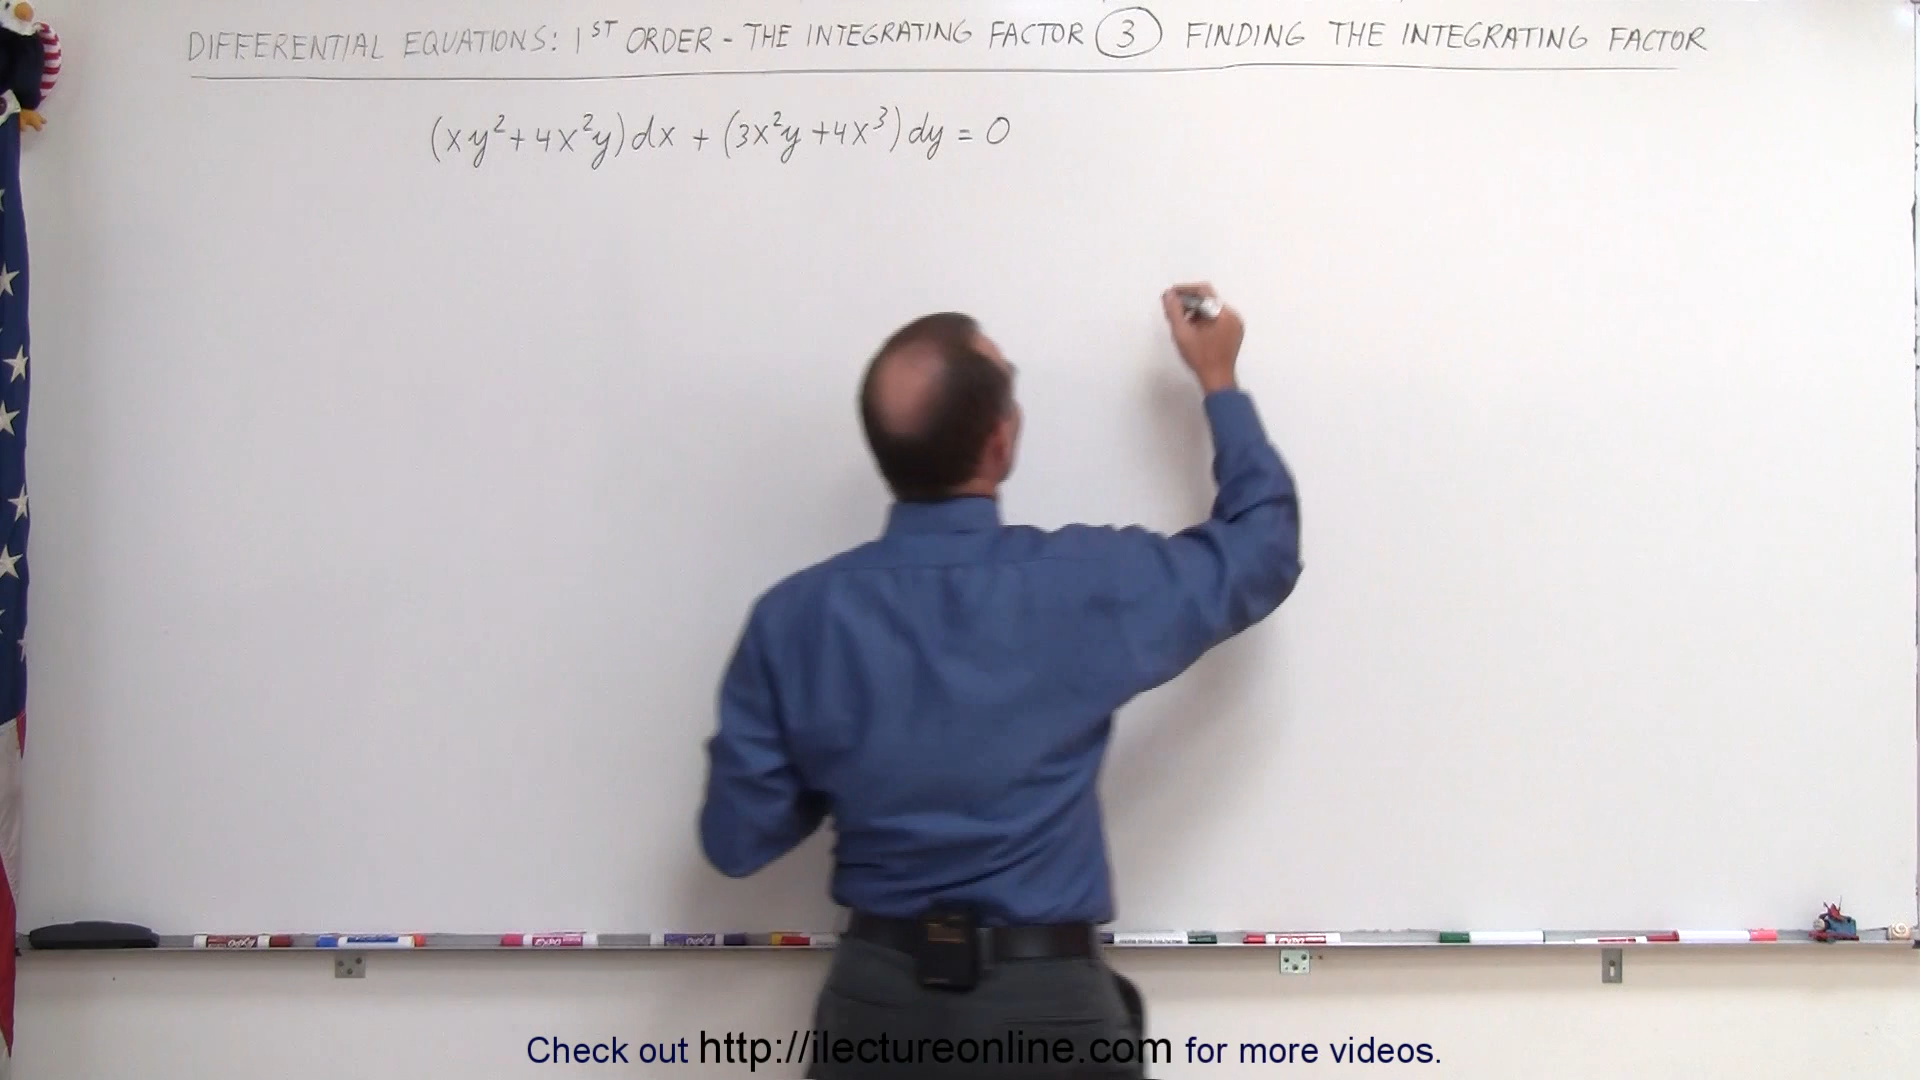 DIFFERENTIAL EQUATIONS: 1ST ORDER - THE INTEGRATING FACTOR 3 FINDING THE INTEGRATING FACTOR
(xy²+4x²y)dx + (3x²y+4x³)dy = 0
Check out http://ilectureonline.com for more videos.